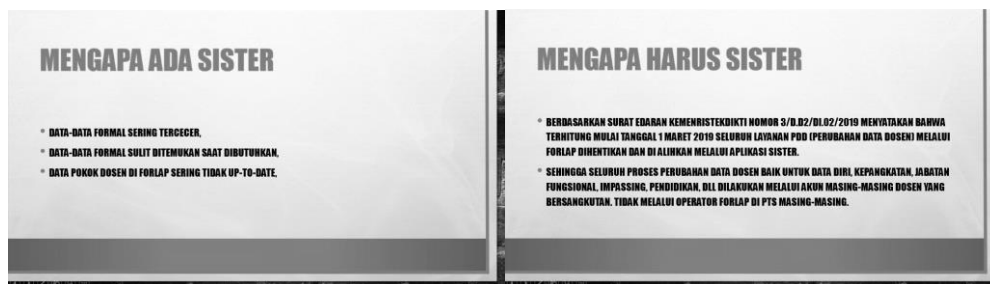 MENGAPA ADA SISTER
• DATA-DATA FORMAL SERING TERCECER,
• DATA-DATA FORMAL SULIT DITEMUKAN SAAT DIBUTUHKAN,
• DATA POKOK DOSEN DI FORLAP SERING TIDAK UP-TO-DATE,
MENGAPA HARUS SISTER
• BERDASARKAN SURAT EDARAN KEMENRISTEKDIKTI NOMOR 3/D.D2/DI.02/2019 MENYATAKAN BAHWA
TERHITUNG MULAI TANGGAL 1 MARET 2019 SELURUH LAYANAN PDD (PERUBAHAN DATA DOSEN) MELALUI
FORLAP DIHENTIKAN DAN DI ALIHKAN MELALUI APLIKASI SISTER.
• SEHINGGA SELURUH PROSES PERUBAHAN DATA DOSEN BAIK UNTUK DATA DIRI, KEPANGKATAN, JABATAN
FUNGSIONAL, IMPASSING, PENDIDIKAN, DLL DILAKUKAN MELALUI AKUN MASING-MASING DOSEN YANG
BERSANGKUTAN. TIDAK MELALUI OPERATOR FORLAP DI PTS MASING-MASING.